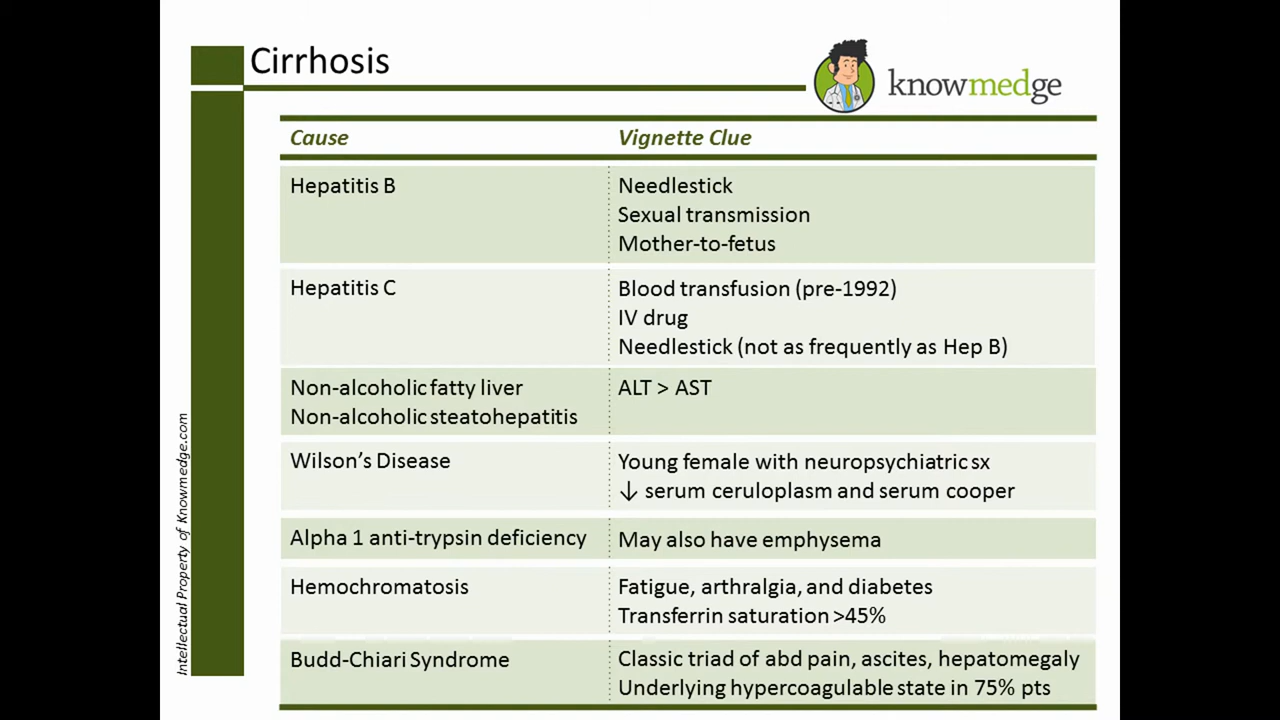 Cirrhosis
knowmedge
Cause
Vignette Clue
Hepatitis B
Needlestick
Sexual transmission
Mother-to-fetus
Hepatitis C
Blood transfusion (pre-1992)
IV drug
Needlestick (not as frequently as Hep B)
Non-alcoholic fatty liver
Non-alcoholic steatohepatitis
ALT > AST
Wilson’s Disease
Young female with neuropsychiatric sx
↓ serum ceruloplasm and serum cooper
Alpha 1 anti-trypsin deficiency
May also have emphysema
Hemochromatosis
Fatigue, arthralgia, and diabetes
Transferrin saturation >45%
Budd-Chiari Syndrome
Classic triad of abd pain, ascites, hepatomegaly
Underlying hypercoagulable state in 75% pts
Intellectual Property of Knowmedge.com